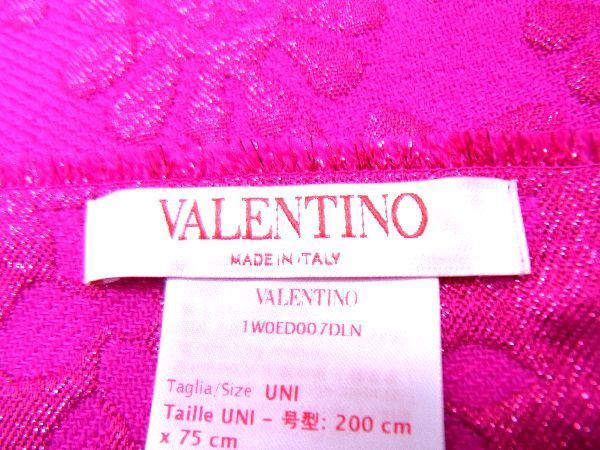 VALENTINO
MADE IN ITALY
VALENTINO
1W0ED007DLN
Taglia/Size UNI
Taille UNI - 号型: 200 cm
x 75 cm